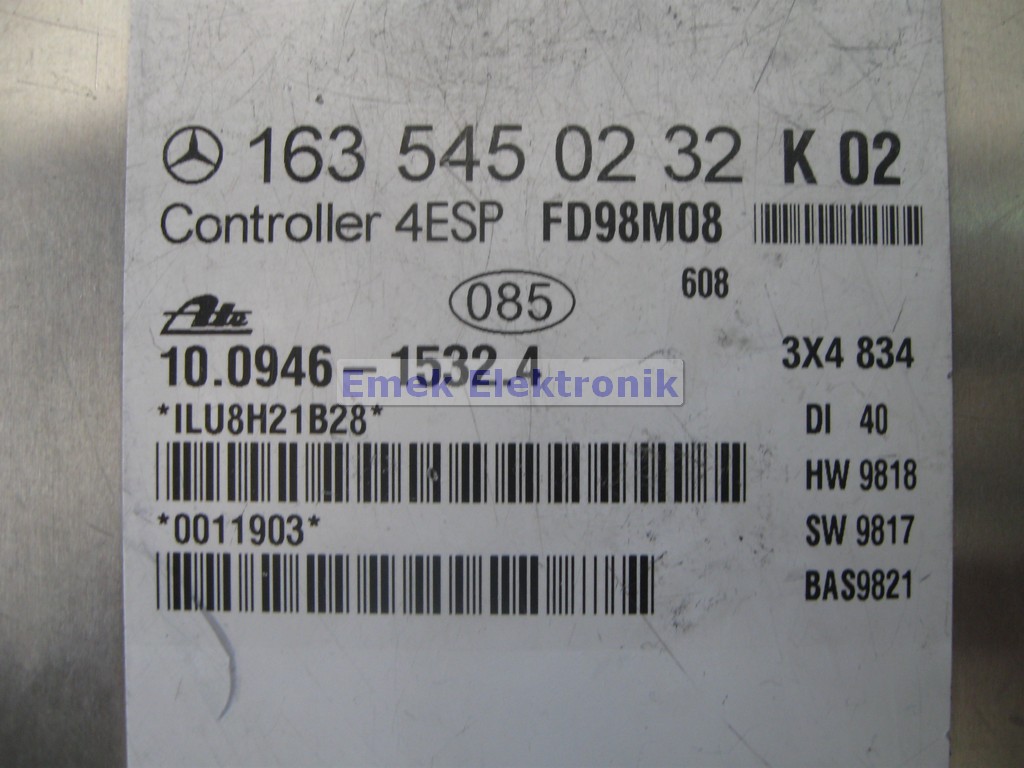 163 545 02 32 K 02
Controller 4ESP FD98M08
608
085
Ate
10.0946-1532.4
3X4 834
Emek Elektronik
*ILU8H21B28*
DI 40
HW 9818
*0011903*
SW 9817
BAS9821